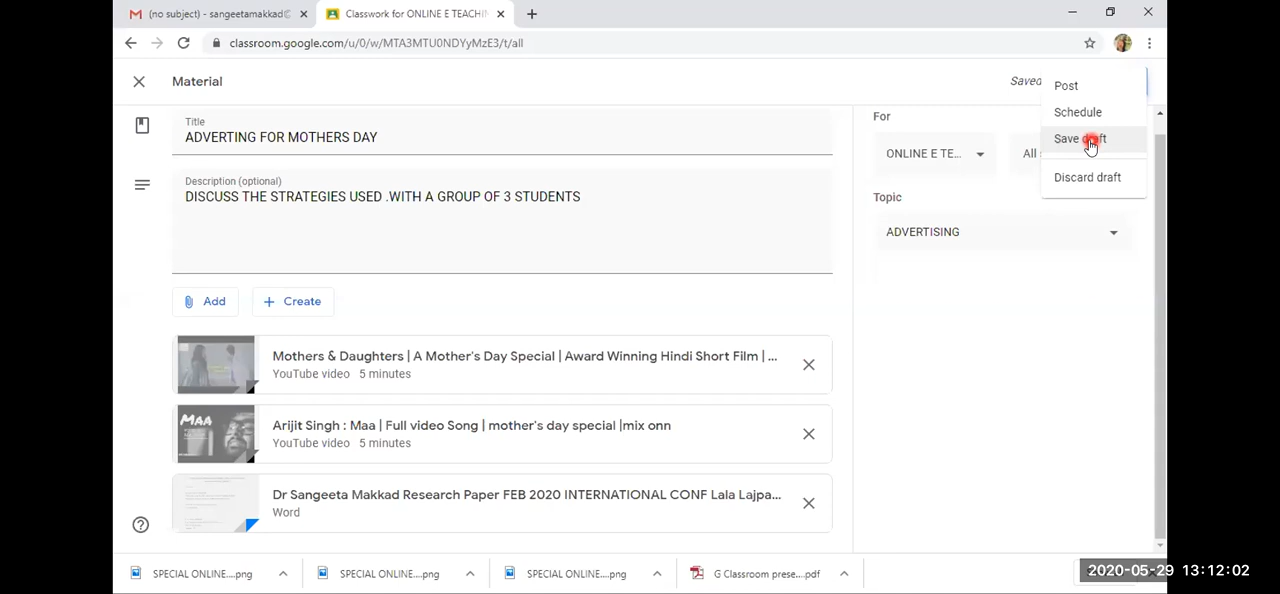 (no subject) - sangeetamakkad@
Classwork for ONLINE E TEACHIN
classroom.google.com/u/0/w/MTA3MTU0NDYyMzE3/t/all
Material
Saved
Post
Schedule
Save draft
Discard draft
Title
ADVERTING FOR MOTHERS DAY
Description (optional)
DISCUSS THE STRATEGIES USED .WITH A GROUP OF 3 STUDENTS
For
ONLINE E TE...
All
Topic
ADVERTISING
Add
Create
Mothers & Daughters | A Mother's Day Special | Award Winning Hindi Short Film | ...
YouTube video 5 minutes
MAA
Arijit Singh : Maa | Full video Song | mother's day special |mix onn
YouTube video 5 minutes
Dr Sangeeta Makkad Research Paper FEB 2020 INTERNATIONAL CONF Lala Lajpa...
Word
SPECIAL ONLINE....png
SPECIAL ONLINE....png
SPECIAL ONLINE....png
G Classroom prese....pdf
2020-05-29 13:12:02